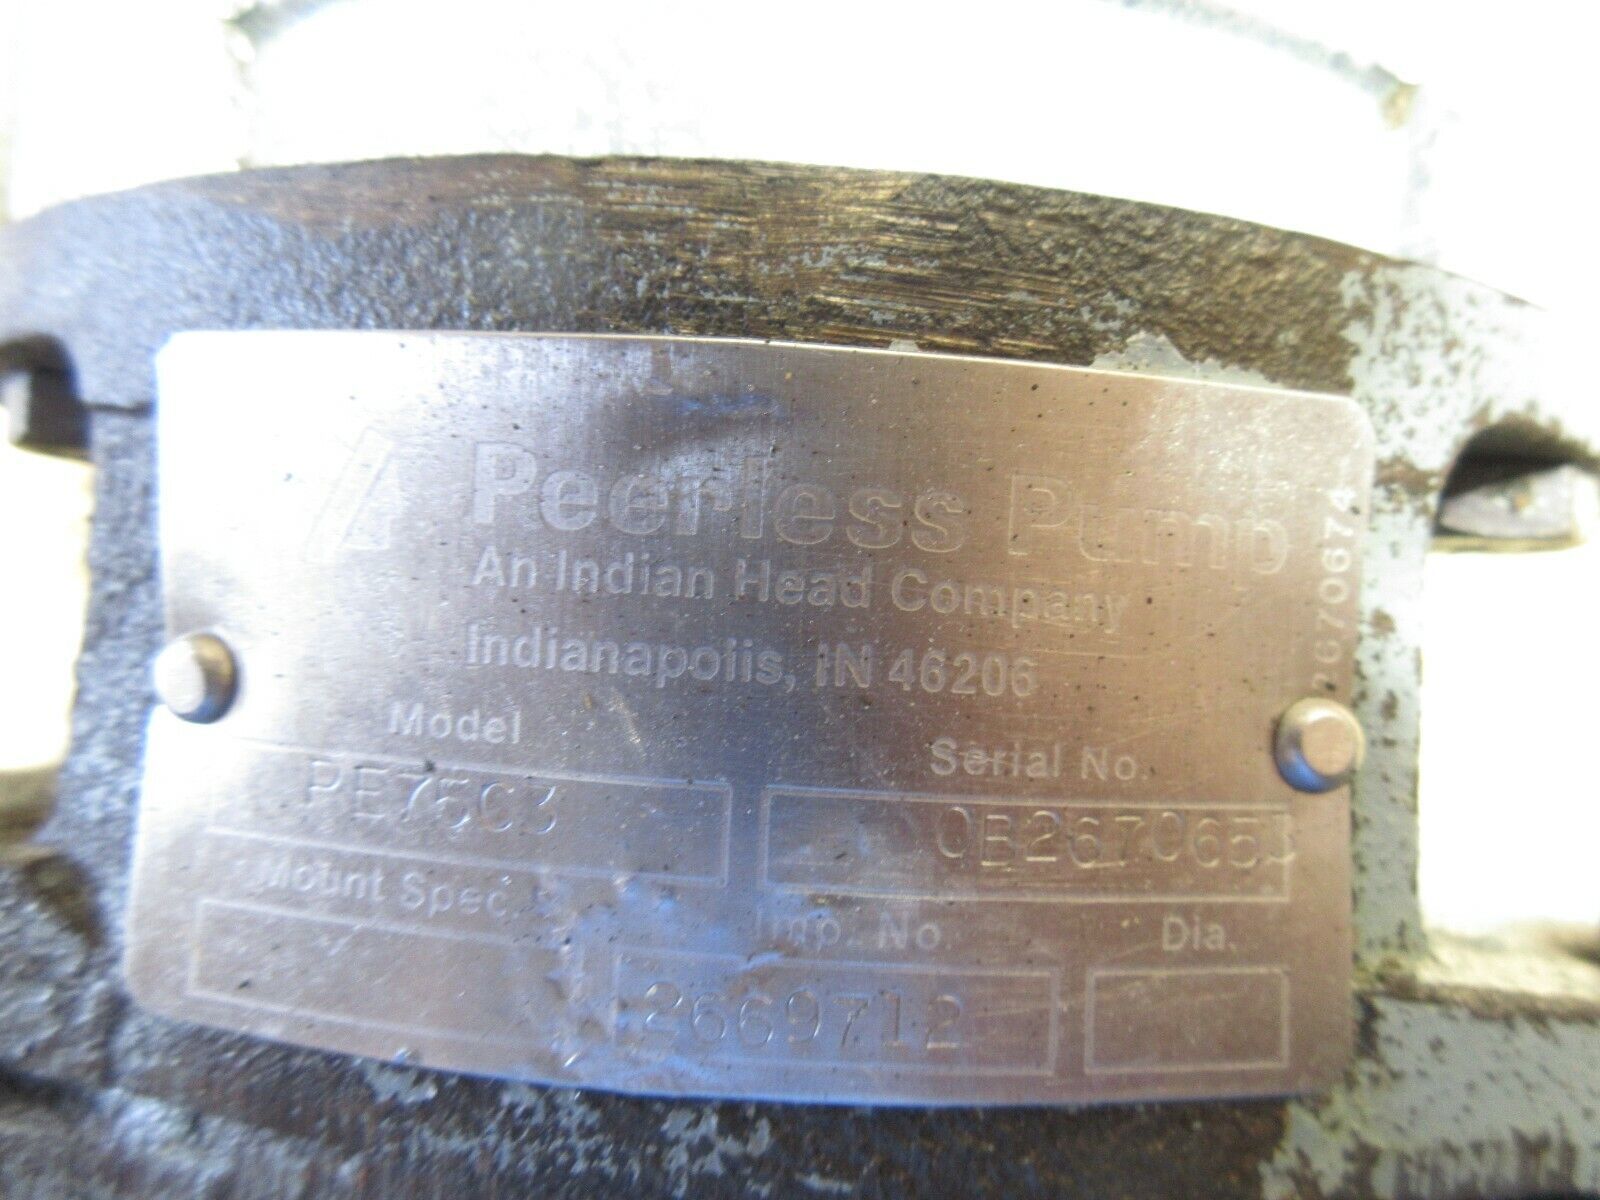 Peerless Pump
An Indian Head Company
Indianapolis, IN 46206
2670674
Model
Serial No.
PE75C3
Mount Spec.
Imp. No.
Dia.
2669712